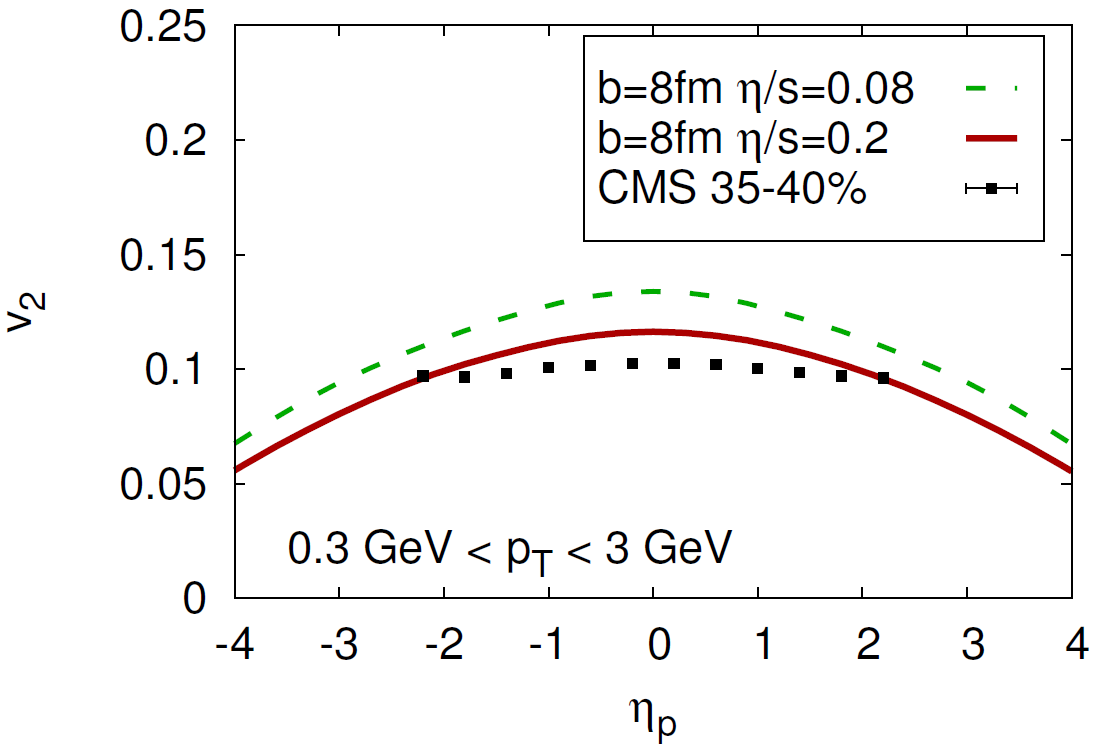 0.25
0.2
0.15
0.1
0.05
0
v2
b=8fm η/s=0.08
b=8fm η/s=0.2
CMS 35-40%
0.3 GeV < pT < 3 GeV
-4 -3 -2 -1 0 1 2 3 4
ηp